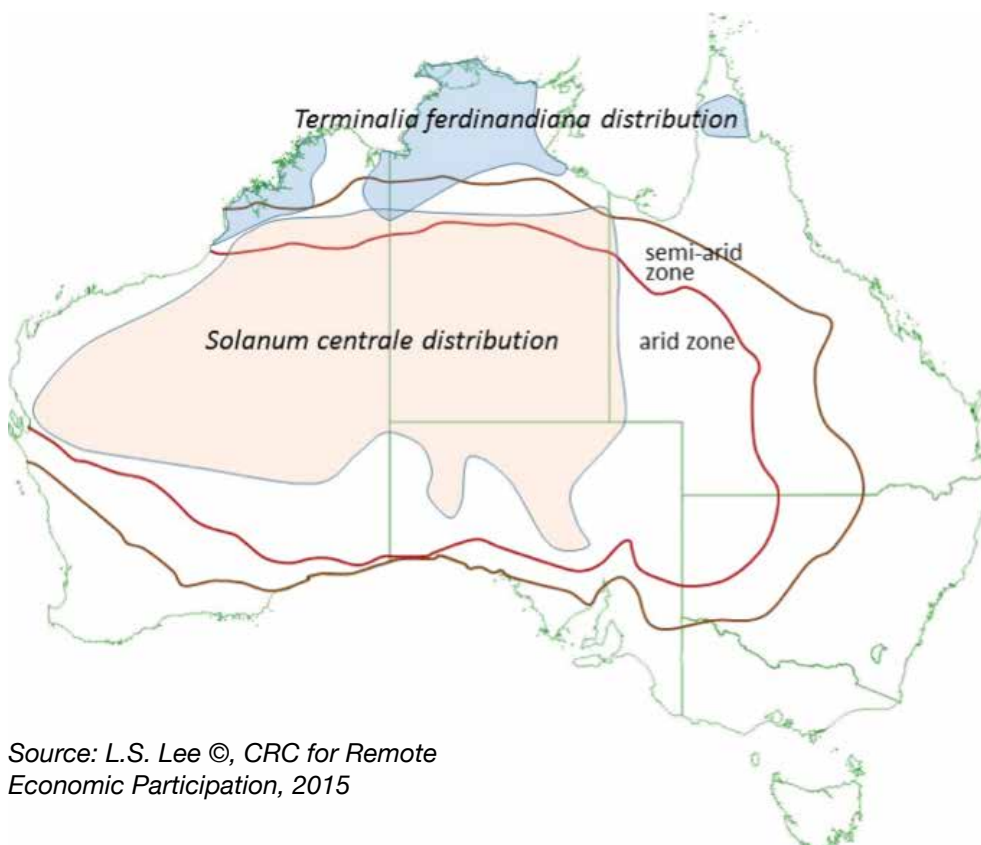 Terminalia ferdinandiana distribution
semi-arid
zone
Solanum centrale distribution
arid zone
Source: L.S. Lee ©, CRC for Remote
Economic Participation, 2015